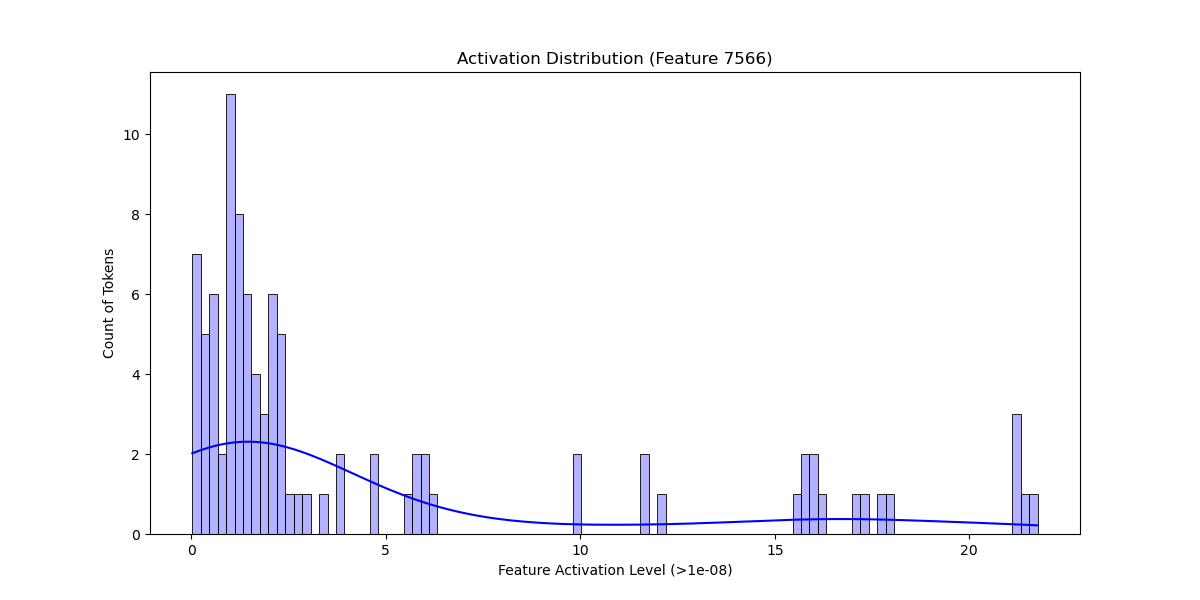 Activation Distribution (Feature 7566)
Count of Tokens
10
8
6
4
2
0
0 5 10 15 20
Feature Activation Level (>1e-08)